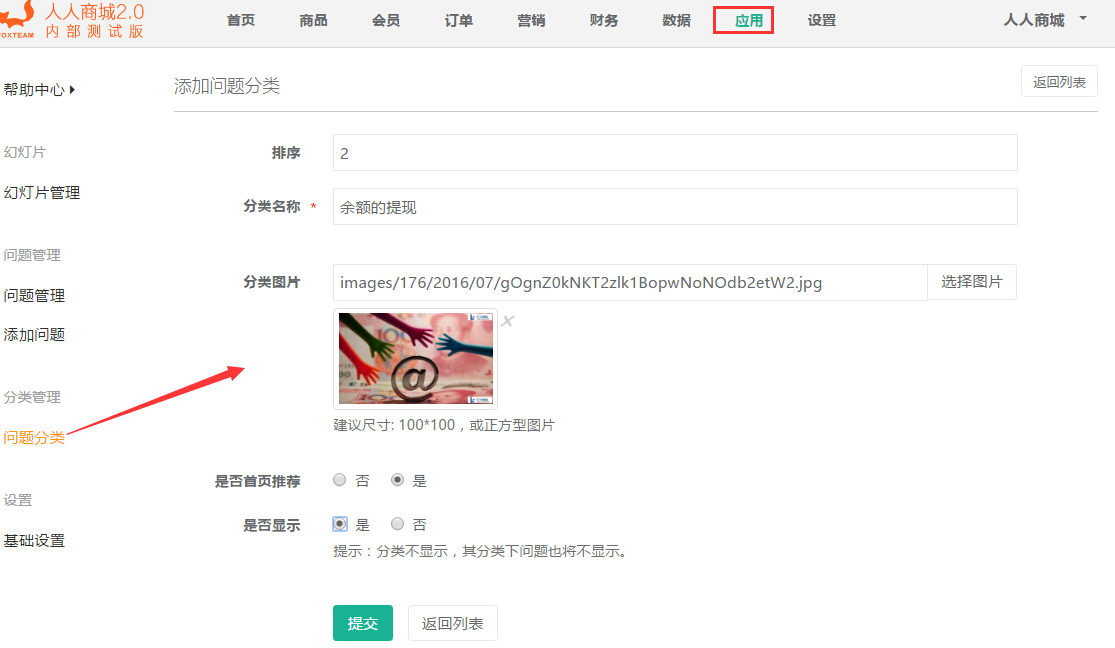 人人商城2.0
内部测试版
FOXTEAM
首页 商品 会员 订单 营销 财务 数据 应用 设置 人人商城
帮助中心
添加问题分类 返回列表
幻灯片
幻灯片管理
问题管理
问题管理
添加问题
分类管理
问题分类
设置
基础设置
排序 2
分类名称 * 余额的提现
分类图片 images/176/2016/07/gOgnZ0kNKT2zlk1BopwNoNOdb2etW2.jpg 选择图片
100
@
建议尺寸: 100*100，或正方型图片
是否首页推荐 否 是
是否显示 是 否
提示：分类不显示，其分类下问题也将不显示。
提交 返回列表